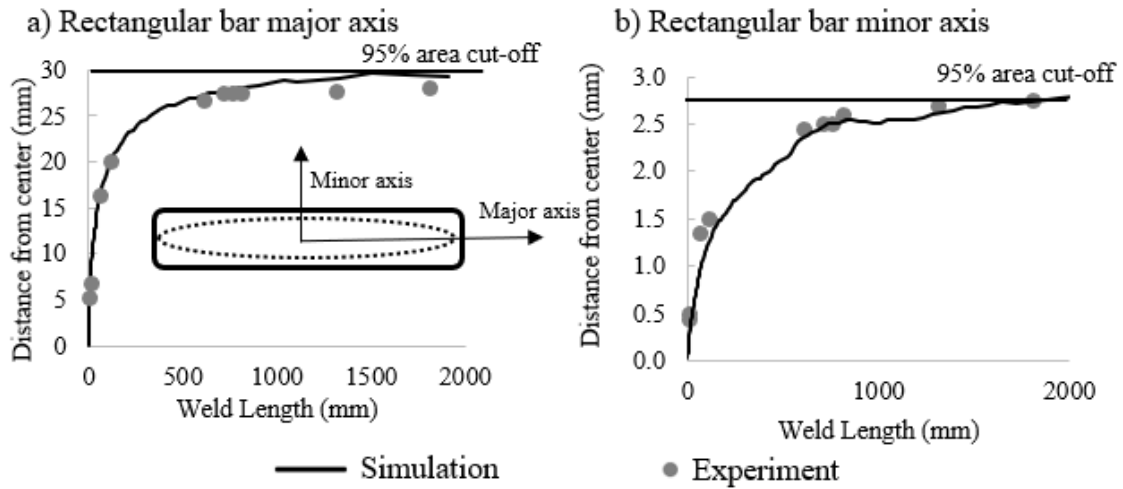 a) Rectangular bar major axis
95% area cut-off
30
25
20
15
10
5
0
Distance from center (mm)
Minor axis
Major axis
0 500 1000 1500 2000
Weld Length (mm)
b) Rectangular bar minor axis
95% area cut-off
3.0
2.5
2.0
1.5
1.0
0.5
0.0
Distance from center (mm)
0 1000 2000
Weld Length (mm)
Simulation
Experiment